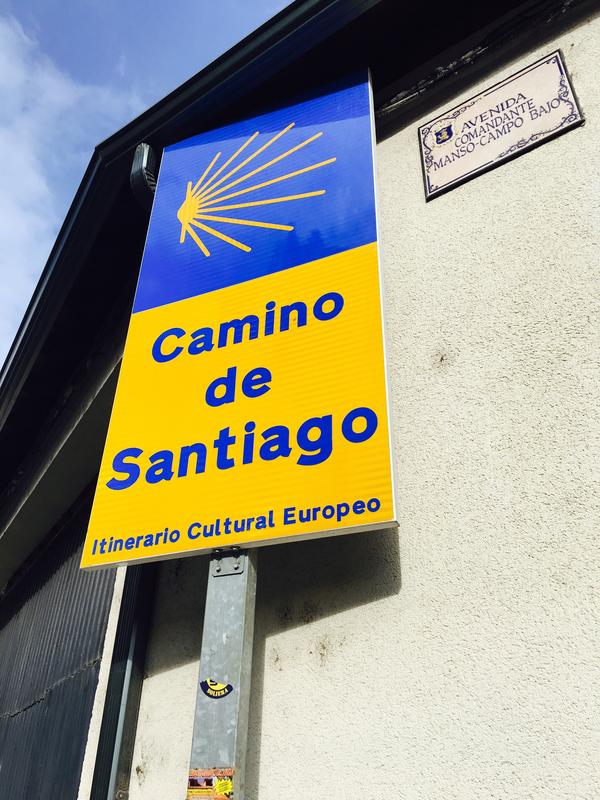 AVENIDA
COMANDANTE
MANSO-CAMPO BAJO
Camino
de
Santiago
Itinerario Cultural Europeo